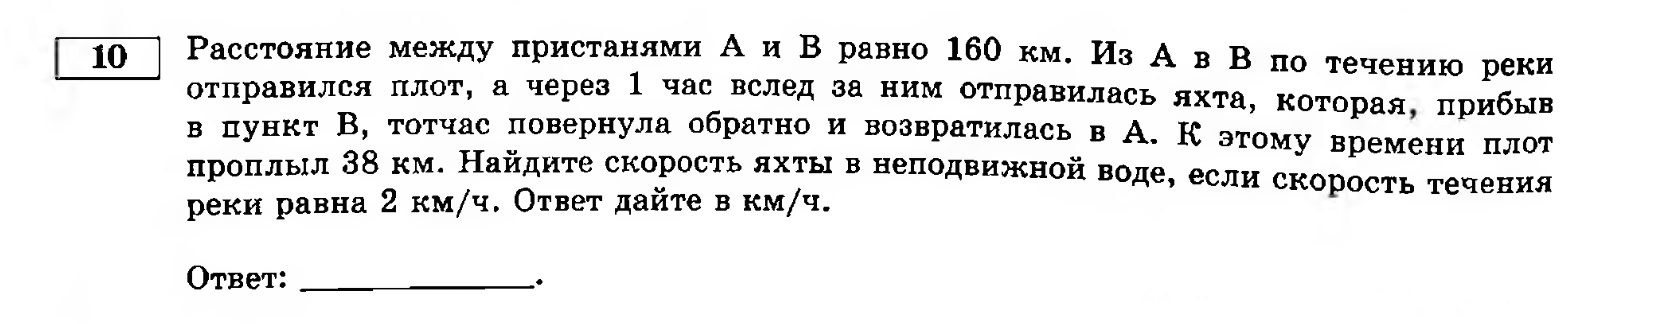 10 Расстояние между пристанями А и В равно 160 км. Из А в В по течению реки
отправился плот, а через 1 час вслед за ним отправилась яхта, которая, прибыв
в пункт В, тотчас повернула обратно и возвратилась в А. К этому времени плот
проплыл 38 км. Найдите скорость яхты в неподвижной воде, если скорость течения
реки равна 2 км/ч. Ответ дайте в км/ч.
Ответ: ____________.